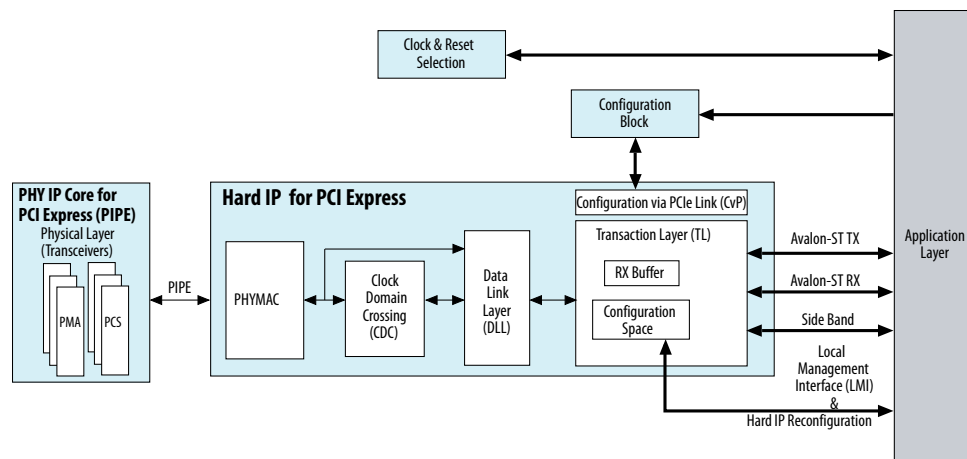 Clock & Reset
Selection
Configuration
Block
PHY IP Core for
PCI Express (PIPE)
Physical Layer
(Transceivers)
PMA
PCS
PIPE
Hard IP for PCI Express
PHYMAC
Clock
Domain
Crossing
(CDC)
Data
Link
Layer
(DLL)
Configuration via PCIe Link (CvP)
Transaction Layer (TL)
RX Buffer
Configuration
Space
Avalon-ST TX
Avalon-ST RX
Side Band
Local
Management
Interface (LMI)
&
Hard IP Reconfiguration
Application
Layer